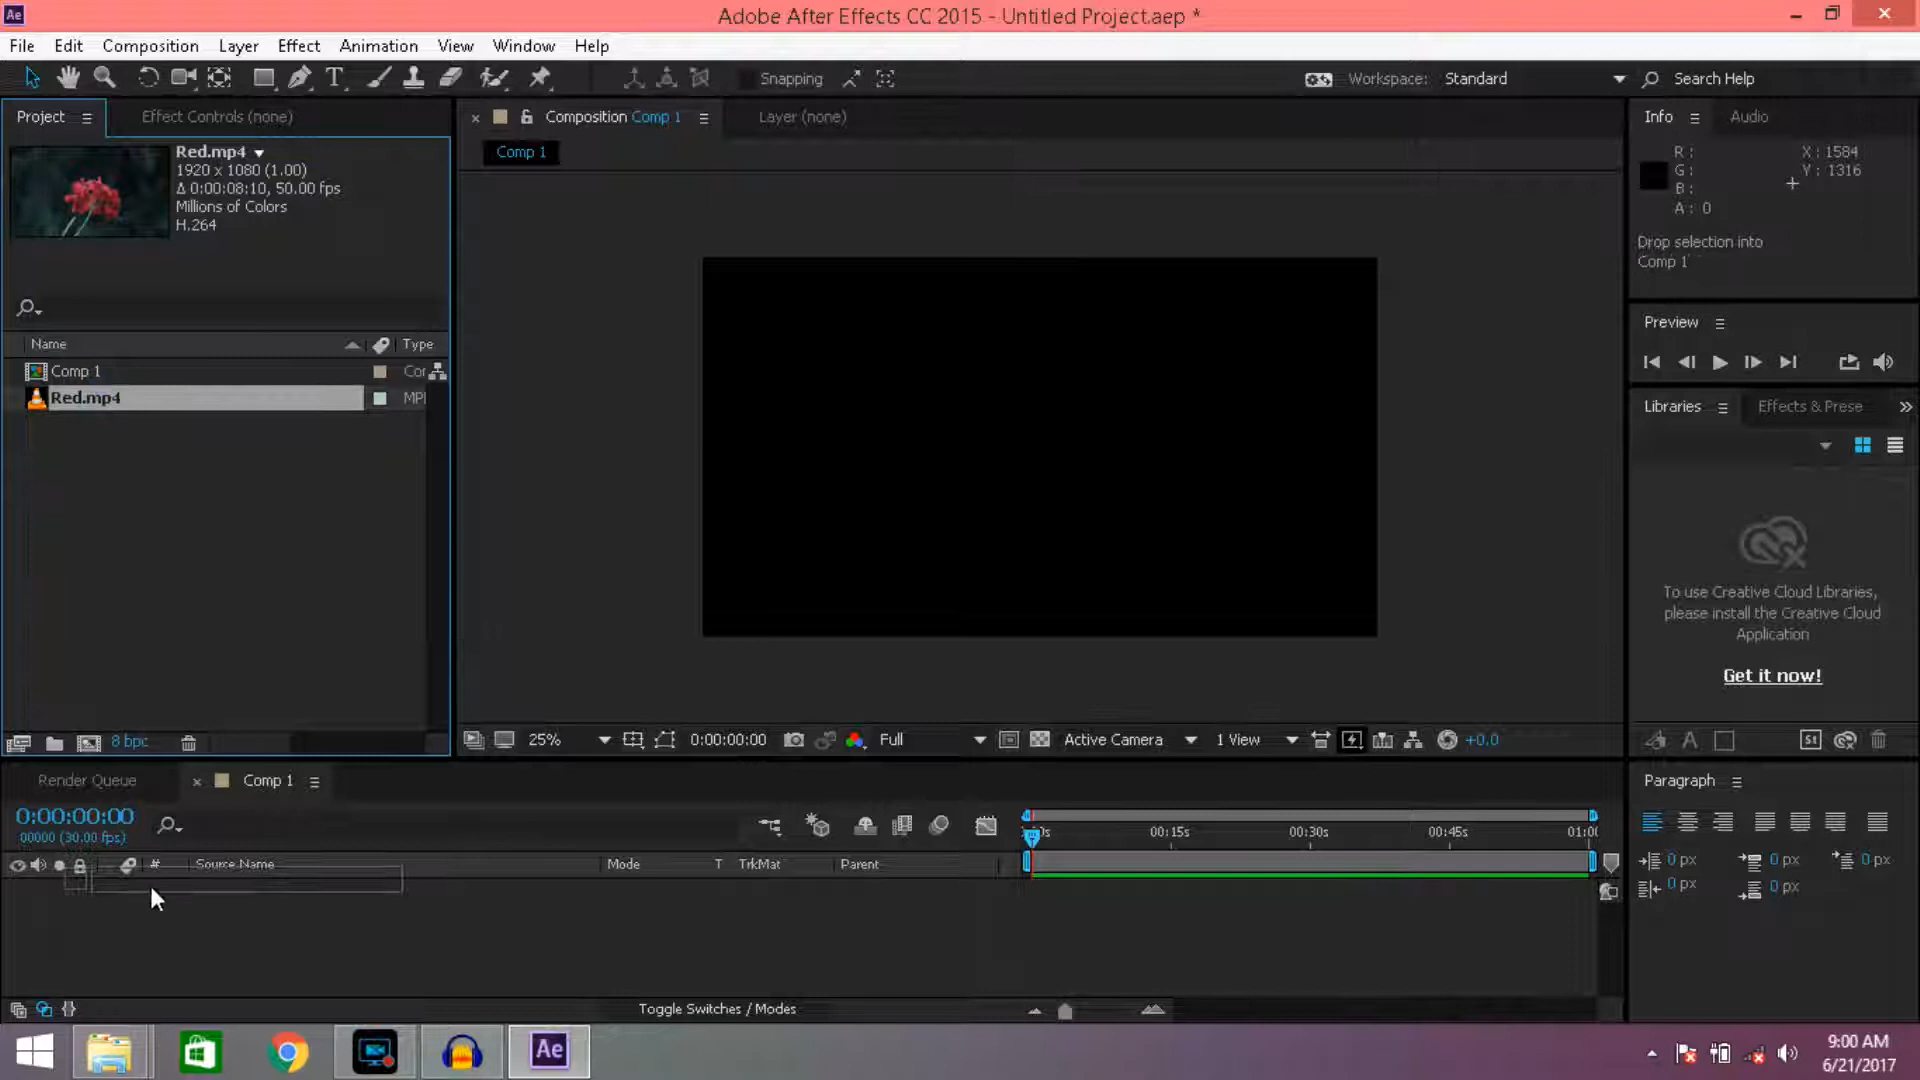 Ae
Adobe After Effects CC 2015 - Untitled Project.aep *
File Edit Composition Layer Effect Animation View Window Help
T Snapping Workspace: Standard Search Help
Project Effect Controls (none) Composition Comp 1 Layer (none) Info Audio
Red.mp4
1920 x 1080 (1.00)
Δ 0:00:08:10, 50.00 fps
Millions of Colors
H.264
Comp 1
R :
G :
B :
A : 0
X : 1584
Y : 1316
Drop selection into
Comp 1
Preview
Name Type
Comp 1 Cor
Red.mp4 MP
Libraries Effects & Prese
To use Creative Cloud Libraries,
please install the Creative Cloud
Application
Get it now!
8 bpc 25% 0:00:00:00 Full Active Camera 1 View +0.0
A St
Render Queue Comp 1 Paragraph
0:00:00:00
00000 (30.00 fps)
00:15s 00:30s 00:45s 01:0
# Source Name Mode T TrkMat Parent
0 px 0 px 0 px
0 px 0 px
Toggle Switches / Modes
Ae
9:00 AM
6/21/2017